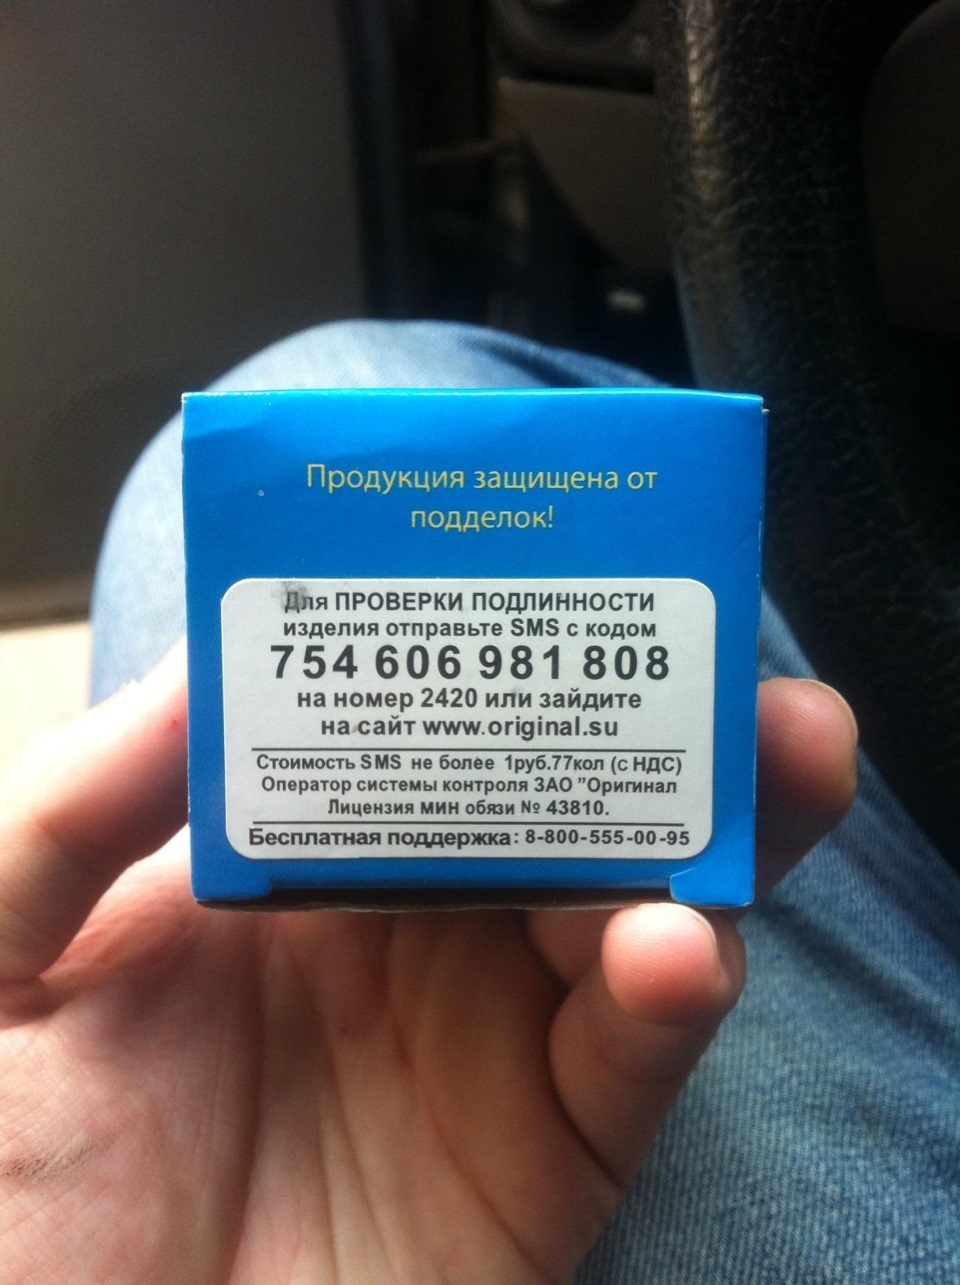 Продукция защищена от
подделок!
Для ПРОВЕРКИ ПОДЛИННОСТИ
изделия отправьте SMS с кодом
754 606 981 808
на номер 2420 или зайдите
на сайт www.original.su
Стоимость SMS не более 1руб.77кол (с НДС)
Оператор системы контроля ЗАО "Оригинал
Лицензия мин обязи № 43810.
Бесплатная поддержка: 8-800-555-00-95